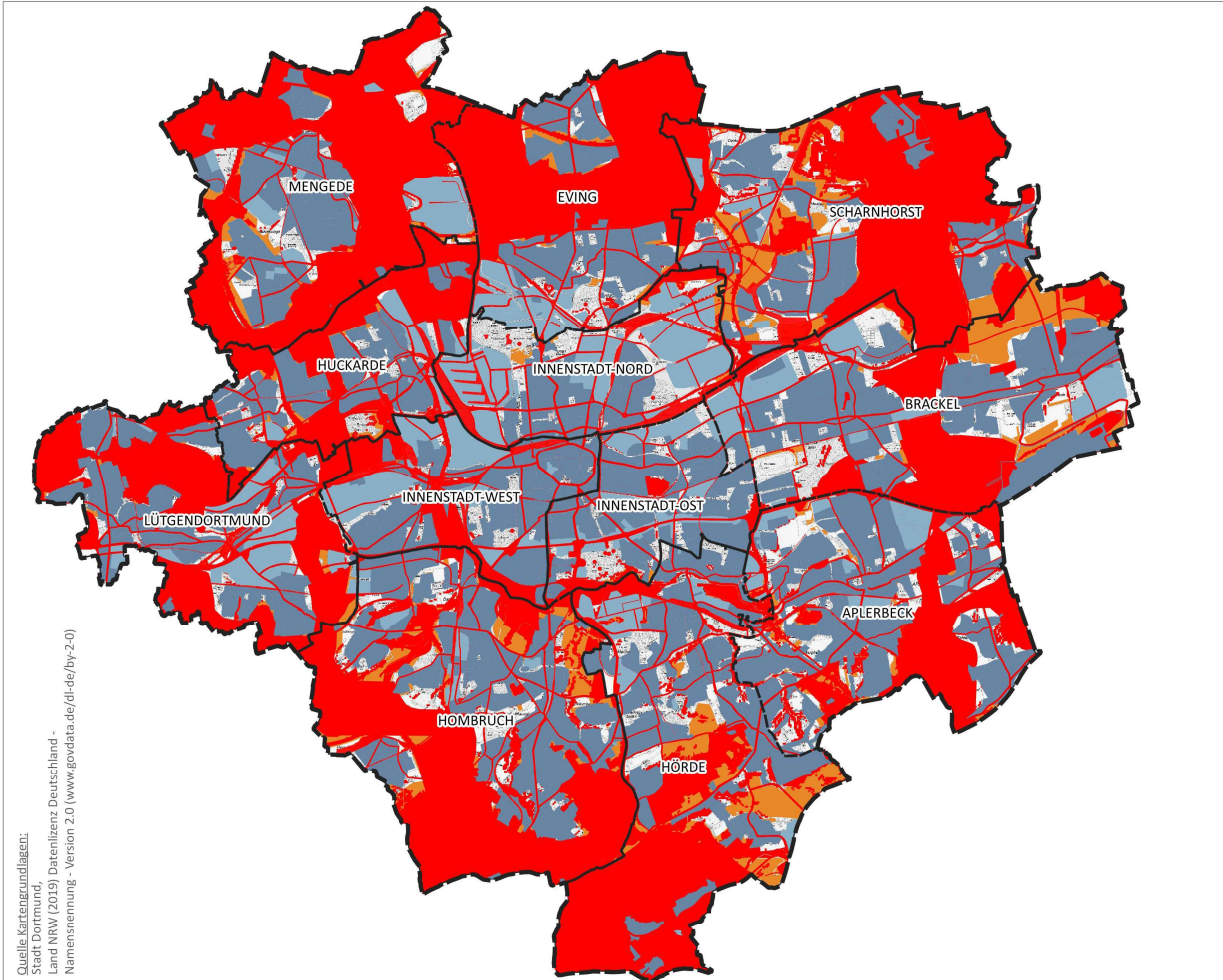 MENGEDE
EVING
SCHARNHORST
HUCKARDE
INNENSTADT-NORD
BRACKEL
INNENSTADT-WEST
INNENSTADT-OST
LÜTGENDORTMUND
APLERBECK
HOMBRUCH
HÖRDE
Quelle Kartengrundlagen:
Stadt Dortmund,
Land NRW (2019) Datenlizenz Deutschland -
Namensnennung - Version 2.0 (www.govdata.de/dl-de/by-2-0)